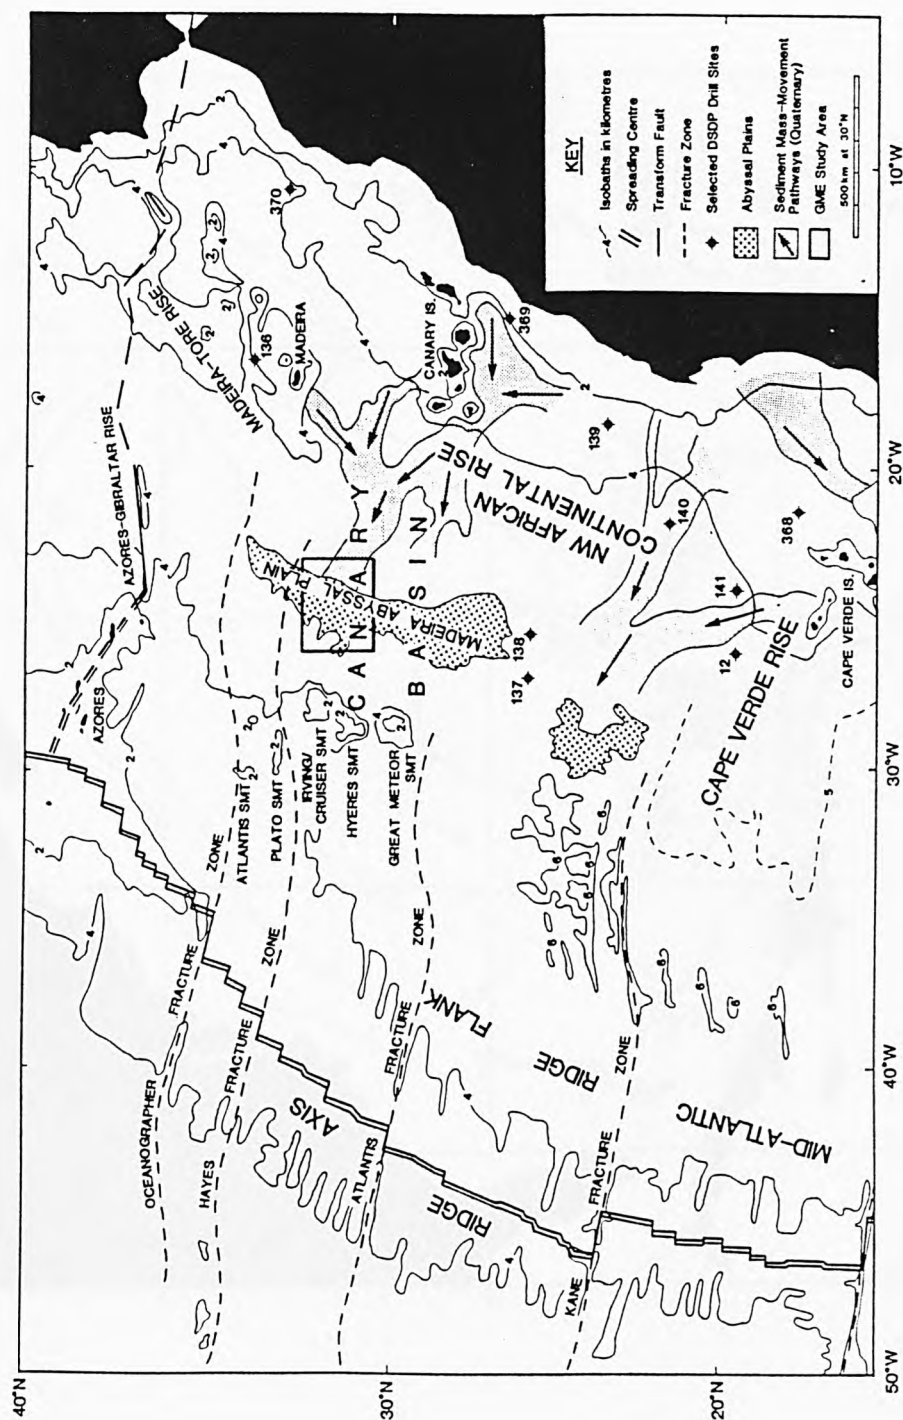 KEY
Isobaths in kilometres
Spreading Centre
Transform Fault
Fracture Zone
Selected DSDP Drill Sites
Abyssal Plains
Sediment Mass-Movement
Pathways (Quaternary)
GME Study Area
500km at 30°N
40°N
30°N
20°N
50°W
40°W
30°W
20°W
10°W
AZORES-GIBRALTAR RISE
MADEIRA-TORE RISE
MADEIRA
CANARY IS.
AZORES
ATLANTIS SMT
PLATO SMT
IRVING/
CRUISER SMT
HYERES SMT
GREAT METEOR
SMT
CANARY
BASIN
MADEIRA ABYSSAL PLAIN
NW AFRICAN
CONTINENTAL RISE
CAPE VERDE RISE
CAPE VERDE IS.
OCEANOGRAPHER FRACTURE ZONE
HAYES FRACTURE ZONE
ATLANTIS FRACTURE ZONE
KANE FRACTURE ZONE
MID-ATLANTIC
RIDGE
FLANK
RIDGE
AXIS
370
136
369
139
140
141
368
12
138
137